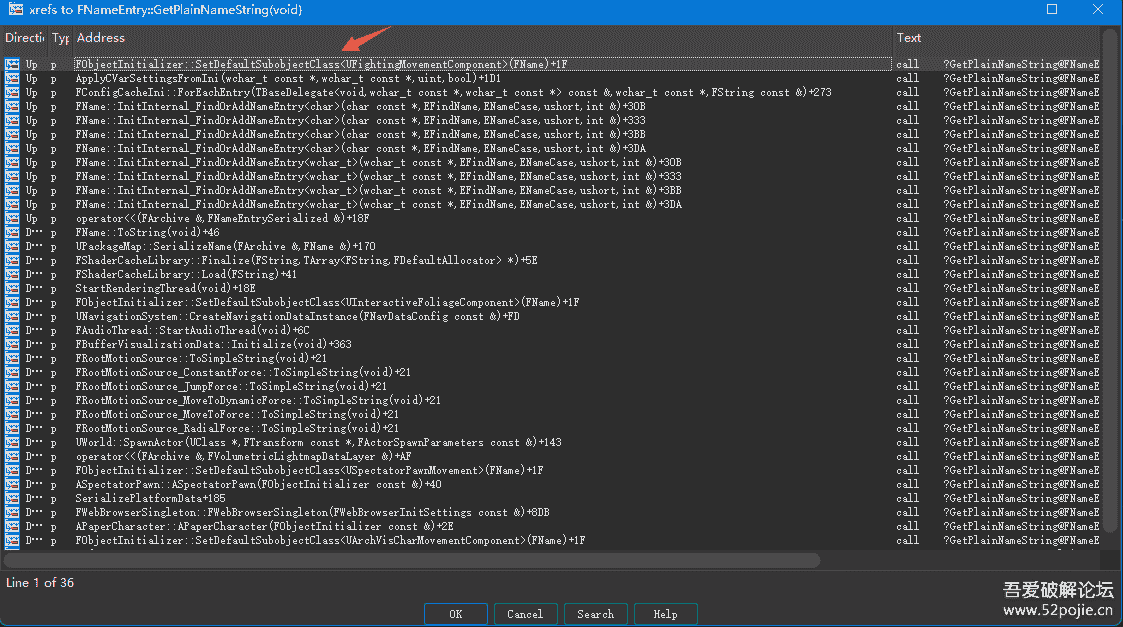 xrefs to FNameEntry::GetPlainNameString(void)
Directic Typ Address Text
Up p FObjectInitializer::SetDefaultSubobjectClass<UFightingMovementComponent>(FName)+1F call ?GetPlainNameString@FNameE
Up p ApplyCVarSettingsFromIni(wchar_t const *,wchar_t const *,uint,bool)+1D1 call ?GetPlainNameString@FNameE
Up p FConfigCacheIni::ForEachEntry(TBaseDelegate<void,wchar_t const *,wchar_t const *> const &,wchar_t const *,FString const &)+273 call ?GetPlainNameString@FNameE
Up p FName::InitInternal_FindOrAddNameEntry<char>(char const *,EFindName,ENameCase,ushort,int &)+30B call ?GetPlainNameString@FNameE
Up p FName::InitInternal_FindOrAddNameEntry<char>(char const *,EFindName,ENameCase,ushort,int &)+333 call ?GetPlainNameString@FNameE
Up p FName::InitInternal_FindOrAddNameEntry<char>(char const *,EFindName,ENameCase,ushort,int &)+3BB call ?GetPlainNameString@FNameE
Up p FName::InitInternal_FindOrAddNameEntry<char>(char const *,EFindName,ENameCase,ushort,int &)+3DA call ?GetPlainNameString@FNameE
Up p FName::InitInternal_FindOrAddNameEntry<wchar_t>(wchar_t const *,EFindName,ENameCase,ushort,int &)+30B call ?GetPlainNameString@FNameE
Up p FName::InitInternal_FindOrAddNameEntry<wchar_t>(wchar_t const *,EFindName,ENameCase,ushort,int &)+333 call ?GetPlainNameString@FNameE
Up p FName::InitInternal_FindOrAddNameEntry<wchar_t>(wchar_t const *,EFindName,ENameCase,ushort,int &)+3BB call ?GetPlainNameString@FNameE
Up p FName::InitInternal_FindOrAddNameEntry<wchar_t>(wchar_t const *,EFindName,ENameCase,ushort,int &)+3DA call ?GetPlainNameString@FNameE
Up p operator<<(FArchive &,FNameEntrySerialized &)+18F call ?GetPlainNameString@FNameE
D··· p FName::ToString(void)+46 call ?GetPlainNameString@FNameE
D··· p UPackageMap::SerializeName(FArchive &,FName &)+170 call ?GetPlainNameString@FNameE
D··· p FShaderCacheLibrary::Finalize(FString,TArray<FString,FDefaultAllocator> *)+5E call ?GetPlainNameString@FNameE
D··· p FShaderCacheLibrary::Load(FString)+41 call ?GetPlainNameString@FNameE
D··· p StartRenderingThread(void)+18E call ?GetPlainNameString@FNameE
D··· p FObjectInitializer::SetDefaultSubobjectClass<UInteractiveFoliageComponent>(FName)+1F call ?GetPlainNameString@FNameE
D··· p UNavigationSystem::CreateNavigationDataInstance(FNavDataConfig const &)+FD call ?GetPlainNameString@FNameE
D··· p FAudioThread::StartAudioThread(void)+6C call ?GetPlainNameString@FNameE
D··· p FBufferVisualizationData::Initialize(void)+363 call ?GetPlainNameString@FNameE
D··· p FRootMotionSource::ToSimpleString(void)+21 call ?GetPlainNameString@FNameE
D··· p FRootMotionSource_ConstantForce::ToSimpleString(void)+21 call ?GetPlainNameString@FNameE
D··· p FRootMotionSource_JumpForce::ToSimpleString(void)+21 call ?GetPlainNameString@FNameE
D··· p FRootMotionSource_MoveToDynamicForce::ToSimpleString(void)+21 call ?GetPlainNameString@FNameE
D··· p FRootMotionSource_MoveToForce::ToSimpleString(void)+21 call ?GetPlainNameString@FNameE
D··· p FRootMotionSource_RadialForce::ToSimpleString(void)+21 call ?GetPlainNameString@FNameE
D··· p UWorld::SpawnActor(UClass *,FTransform const *,FActorSpawnParameters const &)+143 call ?GetPlainNameString@FNameE
D··· p operator<<(FArchive &,FVolumetricLightmapDataLayer &)+AF call ?GetPlainNameString@FNameE
D··· p FObjectInitializer::SetDefaultSubobjectClass<USpectatorPawnMovement>(FName)+1F call ?GetPlainNameString@FNameE
D··· p ASpectatorPawn::ASpectatorPawn(FObjectInitializer const &)+40 call ?GetPlainNameString@FNameE
D··· p SerializePlatformData+185 call ?GetPlainNameString@FNameE
D··· p FWebBrowserSingleton::FWebBrowserSingleton(FWebBrowserInitSettings const &)+8DB call ?GetPlainNameString@FNameE
D··· p APaperCharacter::APaperCharacter(FObjectInitializer const &)+2E call ?GetPlainNameString@FNameE
D··· p FObjectInitializer::SetDefaultSubobjectClass<UArchVisCharMovementComponent>(FName)+1F call ?GetPlainNameString@FNameE
Line 1 of 36
OK Cancel Search Help
吾爱破解论坛
www.52pojie.cn